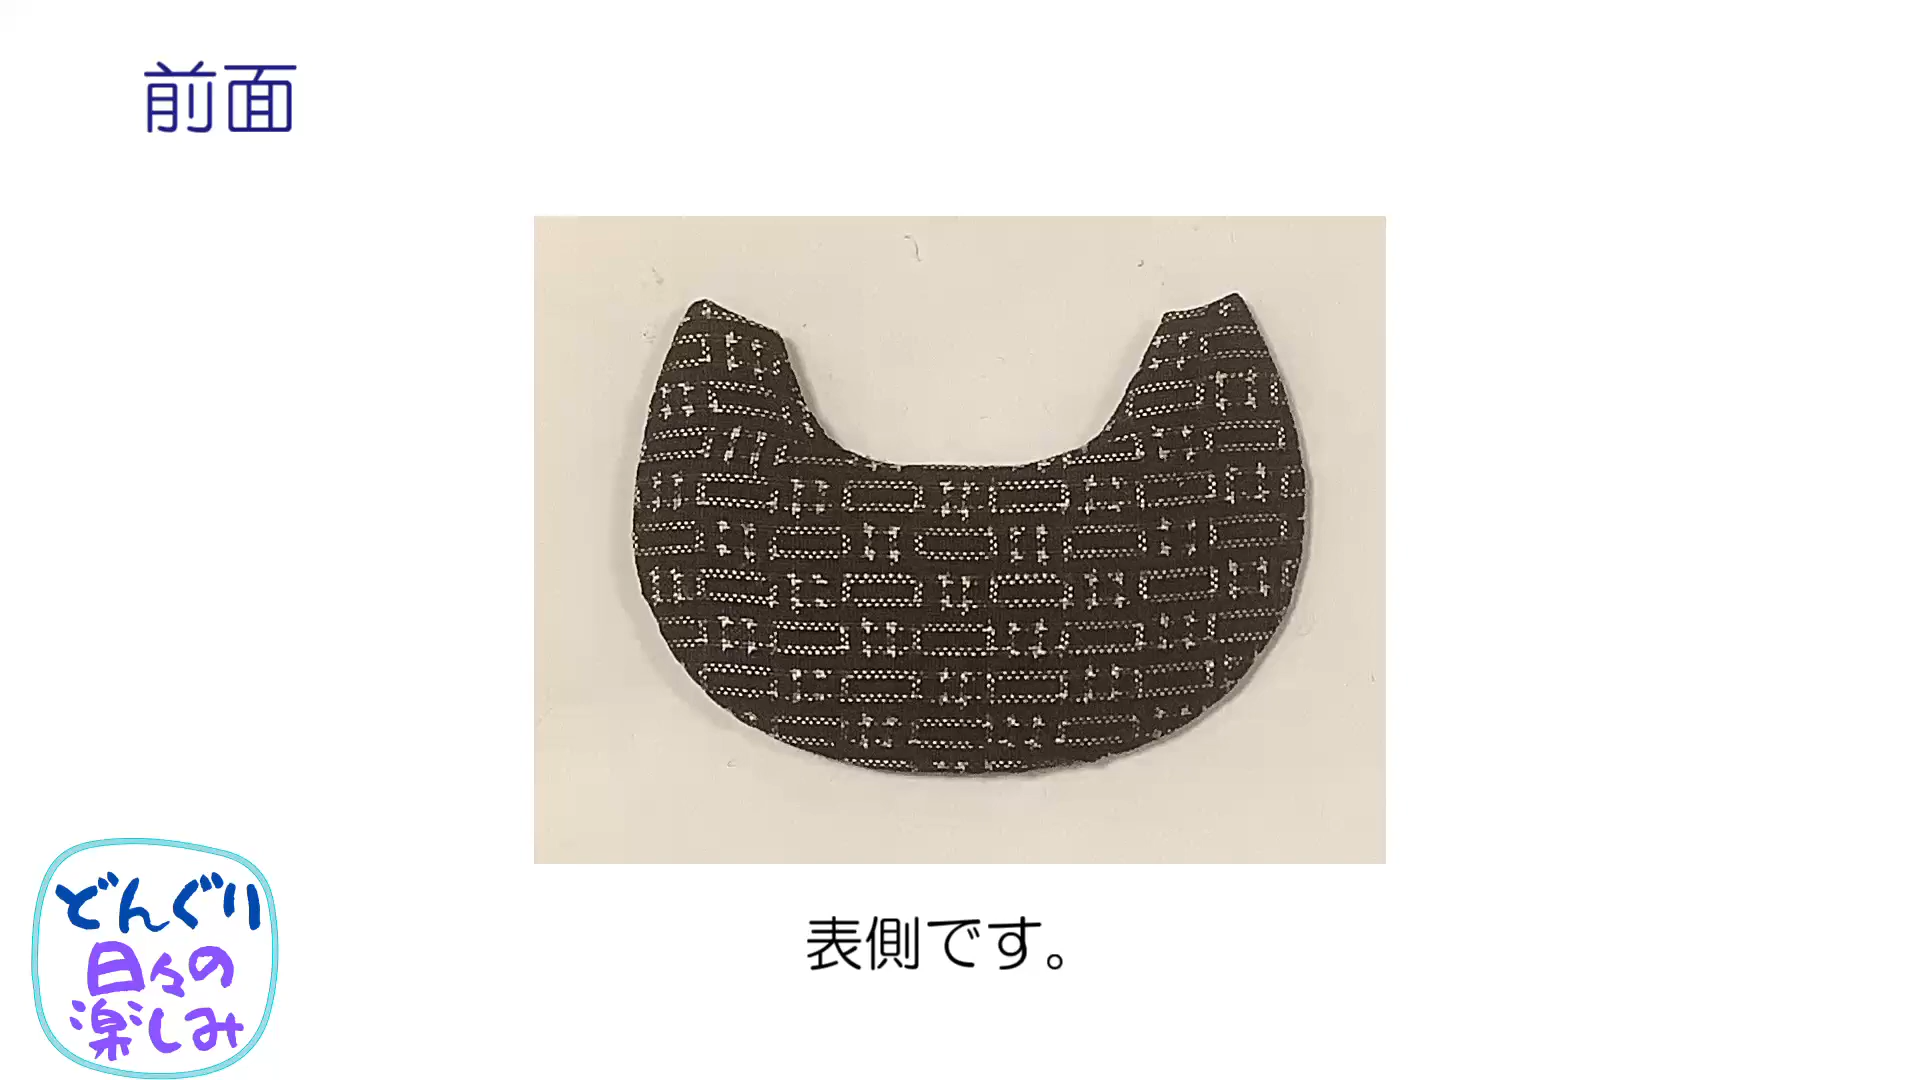 前面
表側です。
どんぐり
日々の
楽しみ